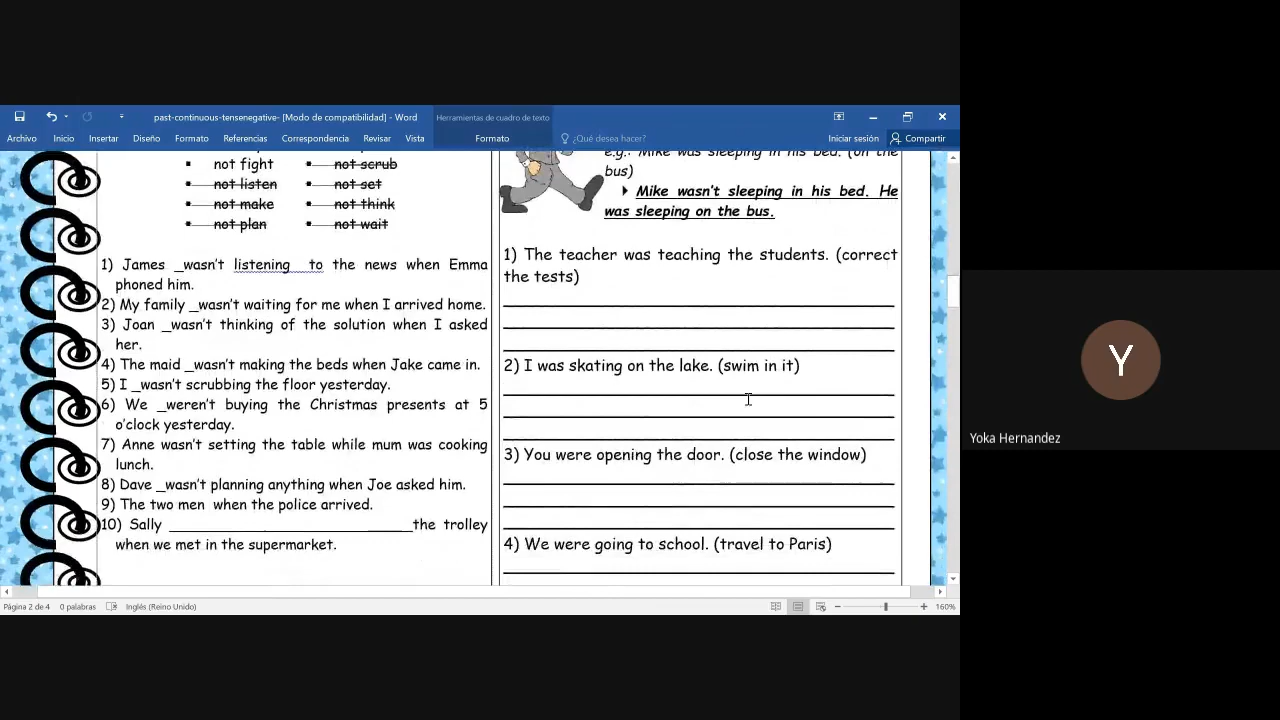 past-continuous-tensenegative- [Modo de compatibilidad] - Word
Herramientas de cuadro de texto
Archivo Inicio Insertar Diseño Formato Referencias Correspondencia Revisar Vista Formato ¿Qué desea hacer? Iniciar sesión Compartir
not fight not scrub
not listen not set
not make not think
not plan not wait
1) James _wasn't listening to the news when Emma
phoned him.
2) My family _wasn't waiting for me when I arrived home.
3) Joan _wasn't thinking of the solution when I asked
her.
4) The maid _wasn't making the beds when Jake came in.
5) I _wasn't scrubbing the floor yesterday.
6) We _weren't buying the Christmas presents at 5
o'clock yesterday.
7) Anne wasn't setting the table while mum was cooking
lunch.
8) Dave _wasn't planning anything when Joe asked him.
9) The two men when the police arrived.
10) Sally ____________________________the trolley
when we met in the supermarket.
e.g.: Mike was sleeping in his bed. (on the
bus)
Mike wasn't sleeping in his bed. He
was sleeping on the bus.
1) The teacher was teaching the students. (correct
the tests)
2) I was skating on the lake. (swim in it)
3) You were opening the door. (close the window)
4) We were going to school. (travel to Paris)
Página 2 de 4 0 palabras Inglés (Reino Unido) 160%
Y
Yoka Hernandez